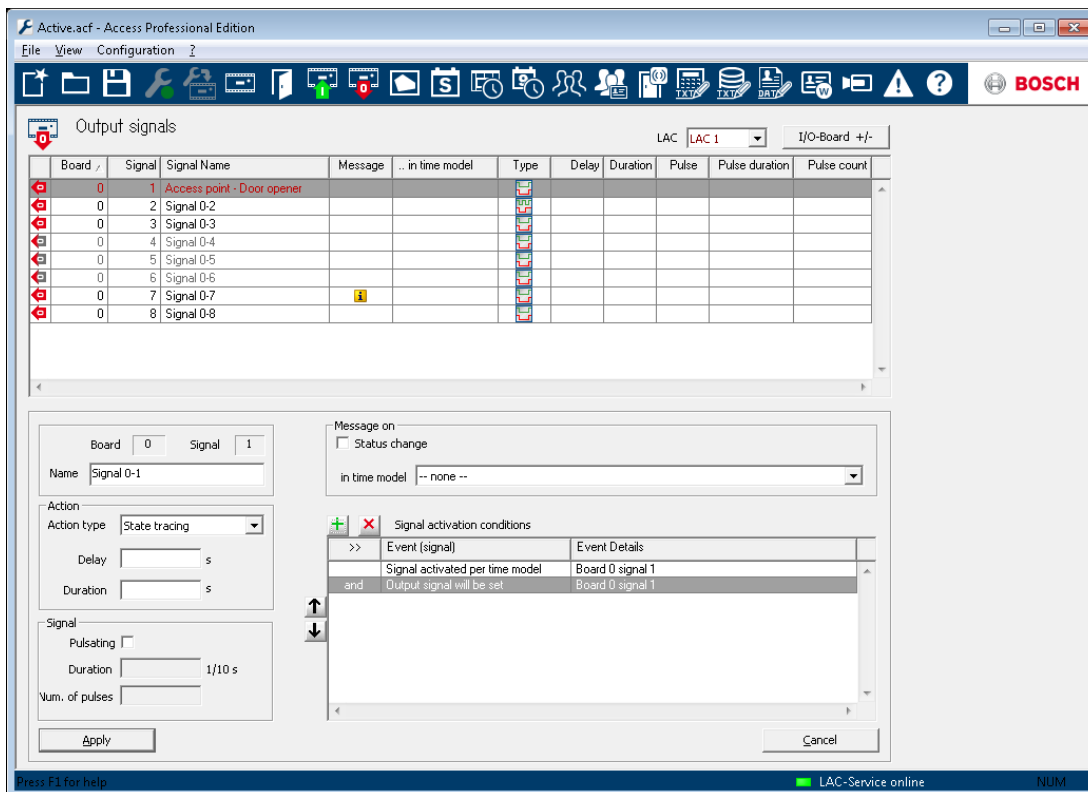 Active.acf - Access Professional Edition
File View Configuration ?
BOSCH
Output signals
LAC LAC 1 I/O-Board +/-
Board Signal Signal Name Message .. in time model Type Delay Duration Pulse Pulse duration Pulse count
0 1 Access point - Door opener
0 2 Signal 0-2
0 3 Signal 0-3
0 4 Signal 0-4
0 5 Signal 0-5
0 6 Signal 0-6
0 7 Signal 0-7
0 8 Signal 0-8
Board 0 Signal 1
Name Signal 0-1
Message on
Status change
in time model -- none --
Action
Action type State tracing
Delay s
Duration s
Signal activation conditions
>> Event (signal) Event Details
Signal activated per time model Board 0 signal 1
and Output signal will be set Board 0 signal 1
Signal
Pulsating
Duration 1/10 s
Num. of pulses
Apply Cancel
Press F1 for help LAC-Service online NUM